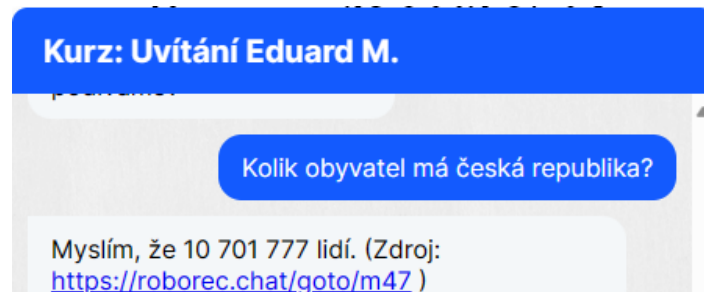 Kurz: Uvítání Eduard M.
Kolik obyvatel má česká republika?
Myslím, že 10 701 777 lidí. (Zdroj:
https://roborec.chat/goto/m47 )